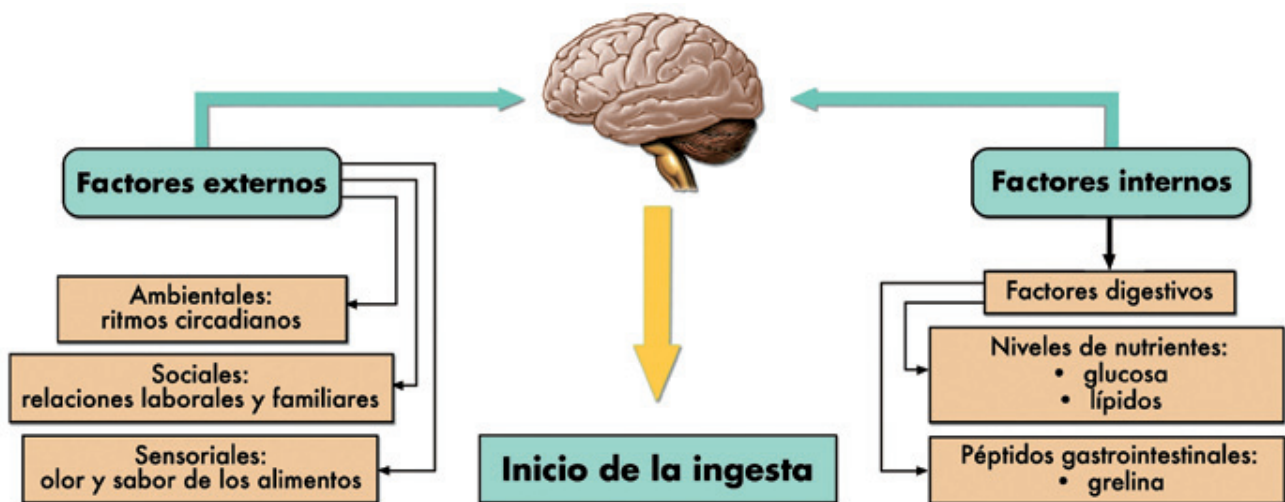 Factores externos
Ambientales:
ritmos circadianos
Sociales:
relaciones laborales y familiares
Sensoriales:
olor y sabor de los alimentos
Inicio de la ingesta
Factores internos
Factores digestivos
Niveles de nutrientes:
• glucosa
• lípidos
Péptidos gastrointestinales:
• grelina